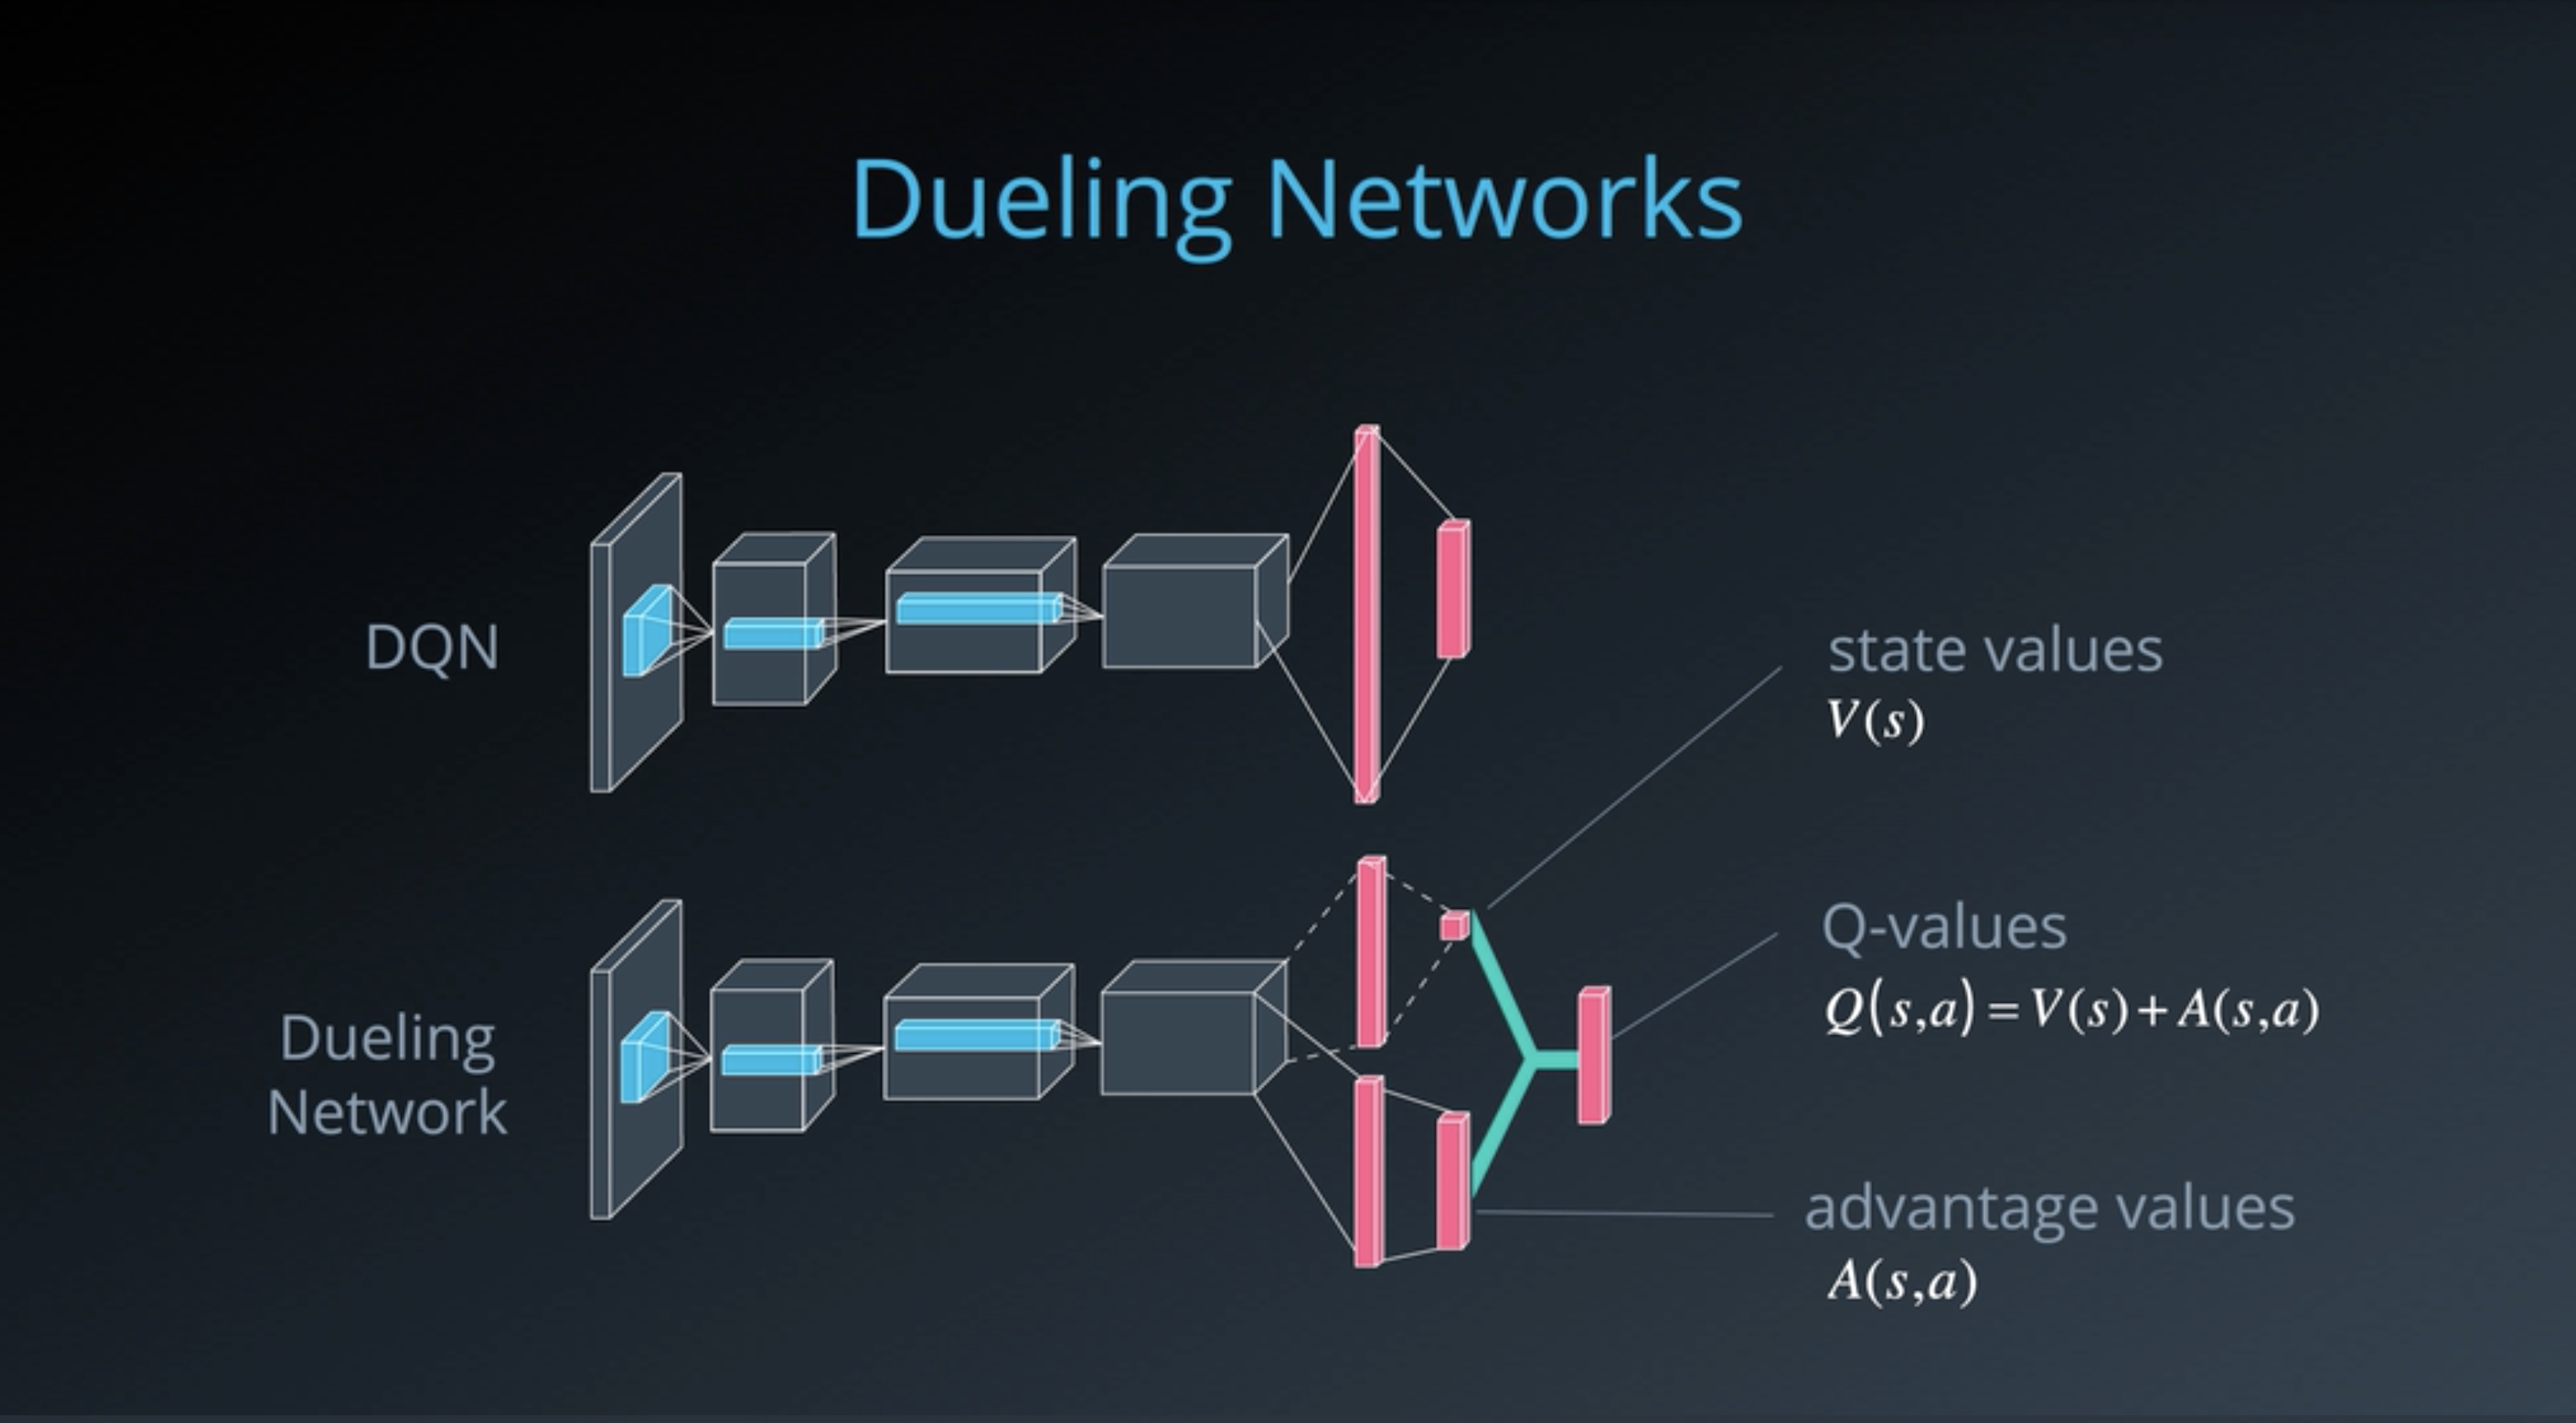 Dueling Networks
DQN
state values
V(s)
Q-values
Q(s,a) = V(s) + A(s,a)
Dueling
Network
advantage values
A(s,a)